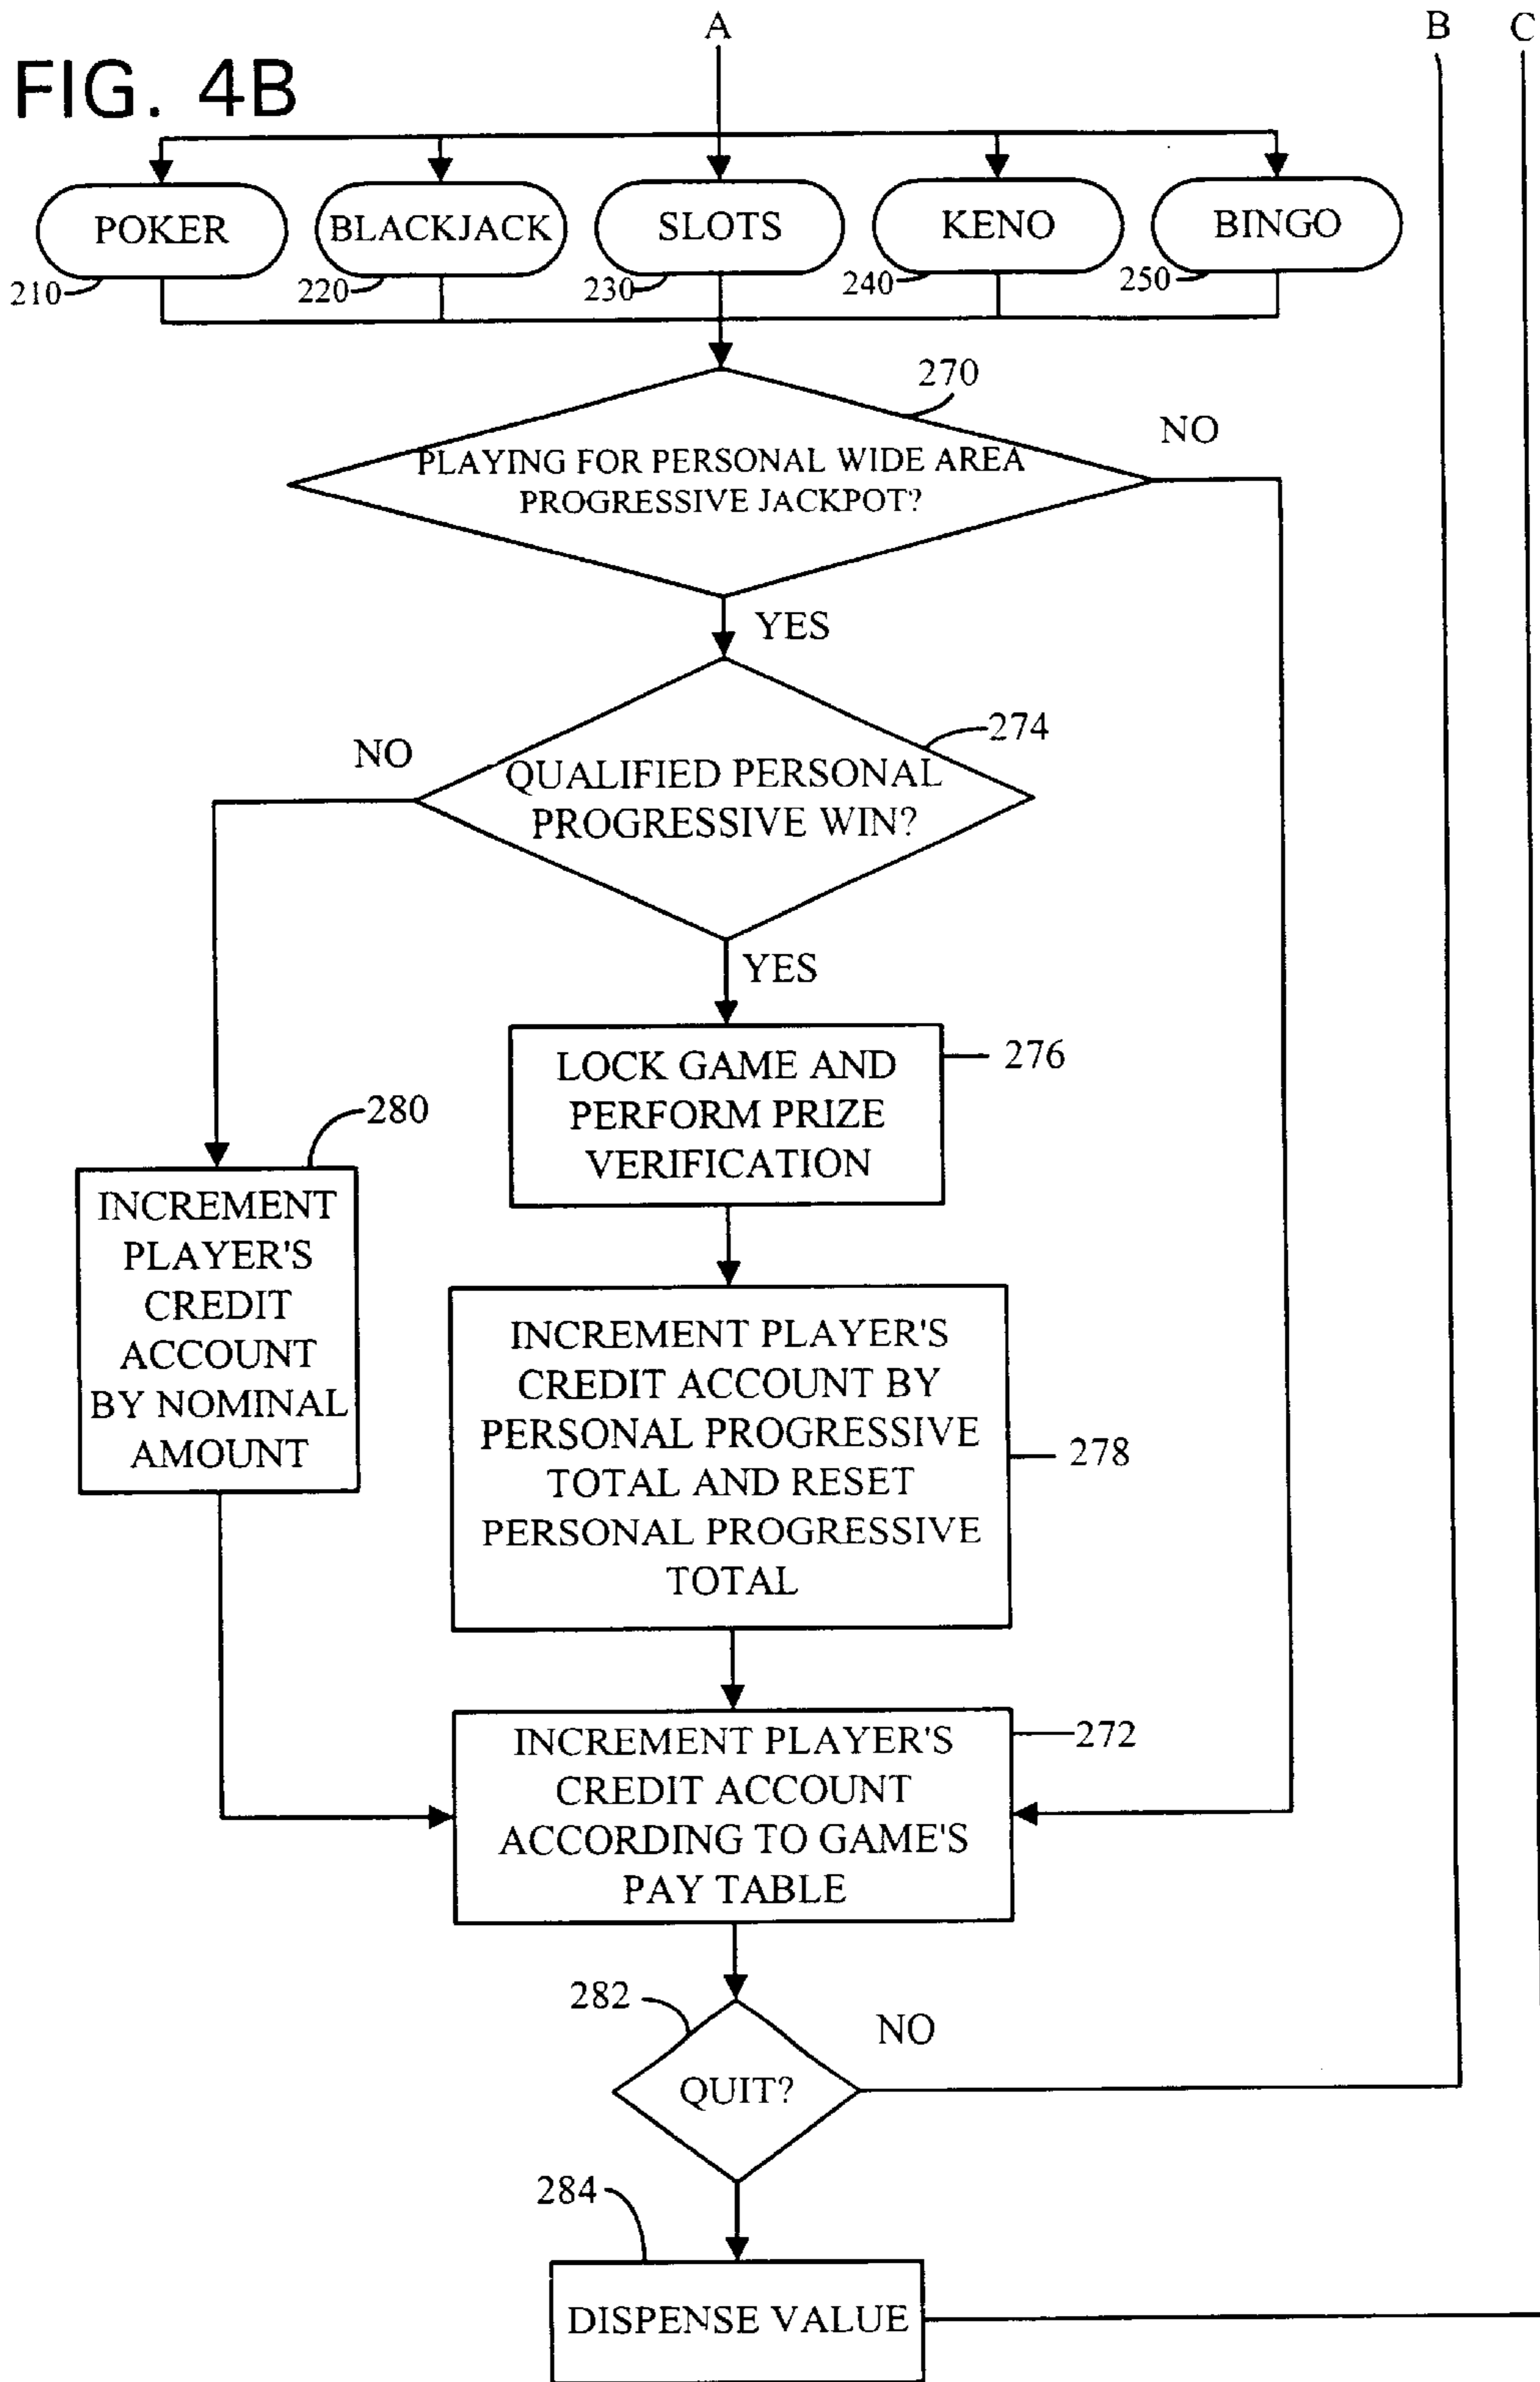 A
B
C
FIG. 4B
POKER
BLACKJACK
SLOTS
KENO
BINGO
210
220
230
240
250
270
NO
PLAYING FOR PERSONAL WIDE AREA
PROGRESSIVE JACKPOT?
YES
274
NO
QUALIFIED PERSONAL
PROGRESSIVE WIN?
YES
276
LOCK GAME AND
PERFORM PRIZE
VERIFICATION
280
INCREMENT
PLAYER'S
CREDIT
ACCOUNT
BY NOMINAL
AMOUNT
INCREMENT PLAYER'S
CREDIT ACCOUNT BY
PERSONAL PROGRESSIVE
TOTAL AND RESET
PERSONAL PROGRESSIVE
TOTAL
278
INCREMENT PLAYER'S
CREDIT ACCOUNT
ACCORDING TO GAME'S
PAY TABLE
272
282
NO
QUIT?
284
DISPENSE VALUE